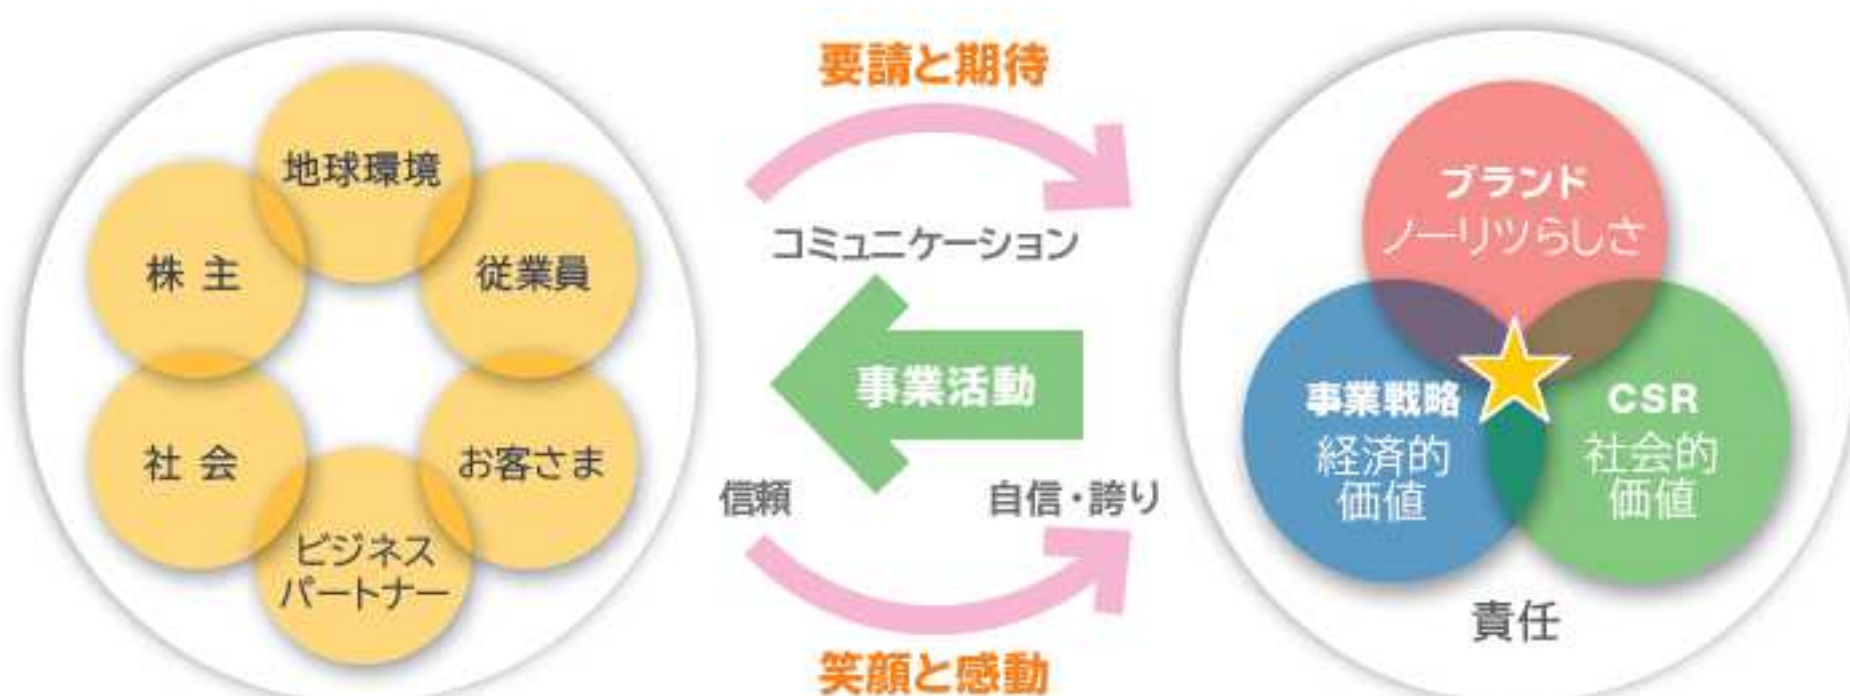 地球環境
株 主
従業員
社 会
お客さま
ビジネス
パートナー
要請と期待
コミュニケーション
事業活動
信頼
自信・誇り
笑顔と感動
ブランド
ノーリツらしさ
事業戦略
経済的
価値
CSR
社会的
価値
責任